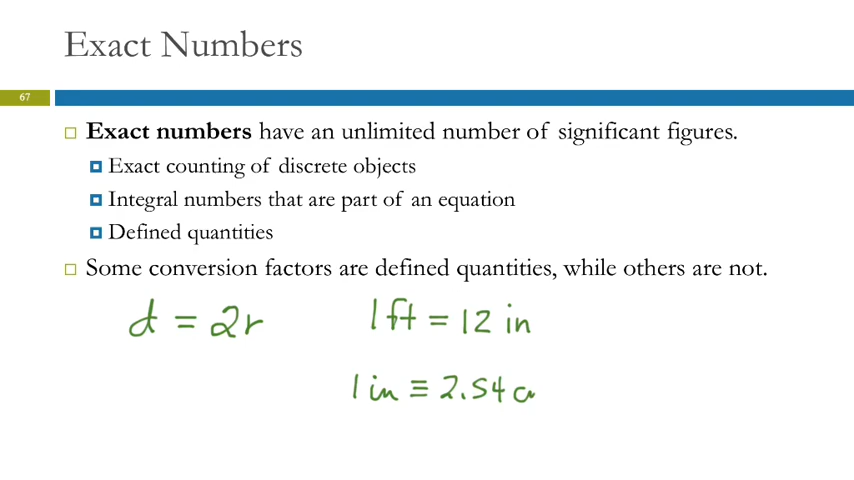 Exact Numbers
67
Exact numbers have an unlimited number of significant figures.
Exact counting of discrete objects
Integral numbers that are part of an equation
Defined quantities
Some conversion factors are defined quantities, while others are not.
d = 2r
1 ft = 12 in
1 in ≡ 2.54 c